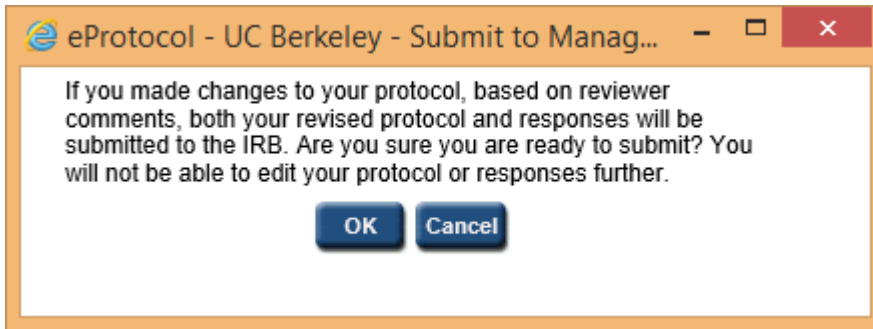 eProtocol - UC Berkeley - Submit to Manag...
If you made changes to your protocol, based on reviewer
comments, both your revised protocol and responses will be
submitted to the IRB. Are you sure you are ready to submit? You
will not be able to edit your protocol or responses further.
OK Cancel